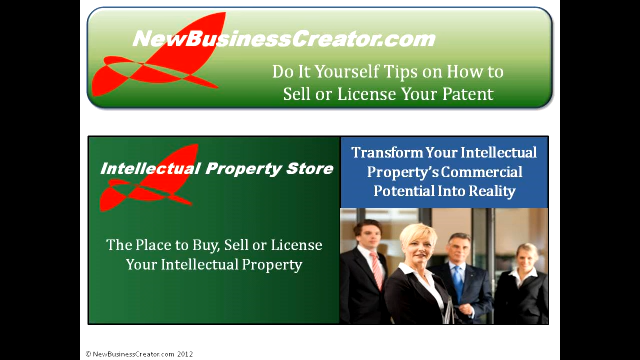 NewBusinessCreator.com
Do It Yourself Tips on How to
Sell or License Your Patent
Intellectual Property Store
The Place to Buy, Sell or License
Your Intellectual Property
Transform Your Intellectual
Property's Commercial
Potential Into Reality
© NewBusinessCreator.com 2012